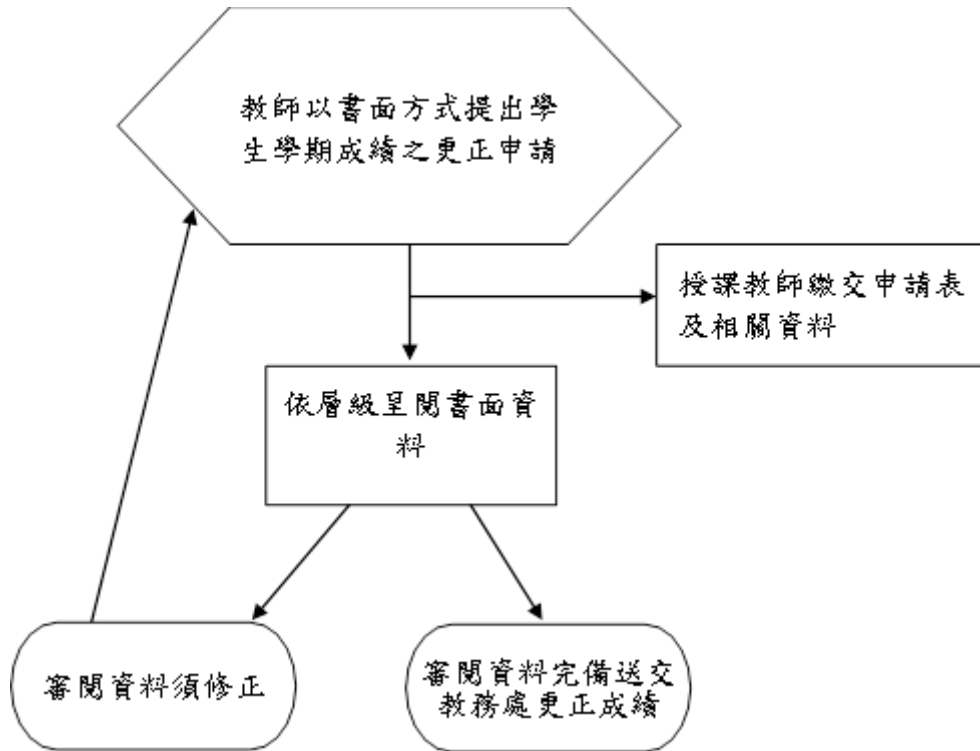 教師以書面方式提出學
生學期成績之更正申請
授課教師繳交申請表
及相關資料
依層級呈閱書面資
料
審閱資料須修正
審閱資料完備送交
教務處更正成績